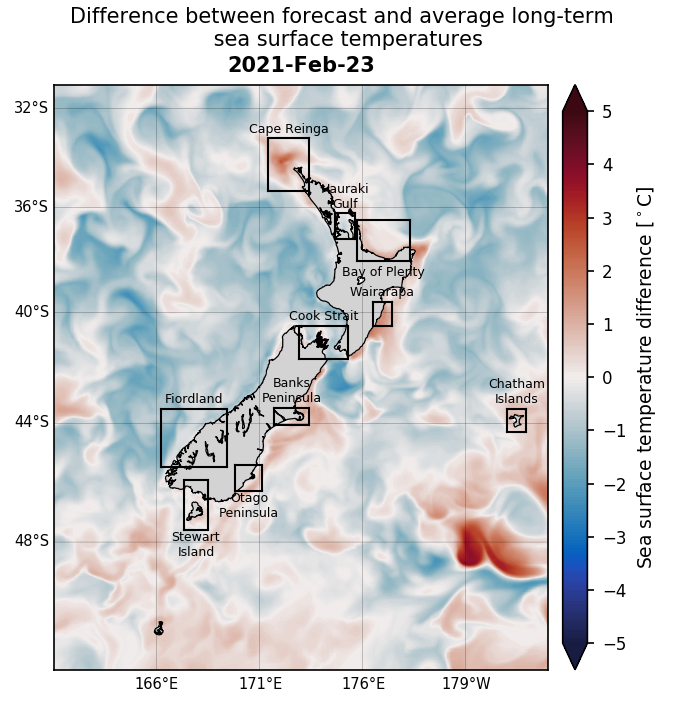 Difference between forecast and average long-term
sea surface temperatures
2021-Feb-23
32°S
36°S
40°S
44°S
48°S
Cape Reinga
Hauraki
Gulf
Bay of Plenty
Wairarapa
Cook Strait
Banks
Peninsula
Fiordland
Chatham
Islands
Otago
Peninsula
Stewart
Island
166°E
171°E
176°E
179°W
5
4
3
2
1
0
−1
−2
−3
−4
−5
Sea surface temperature difference [°C]